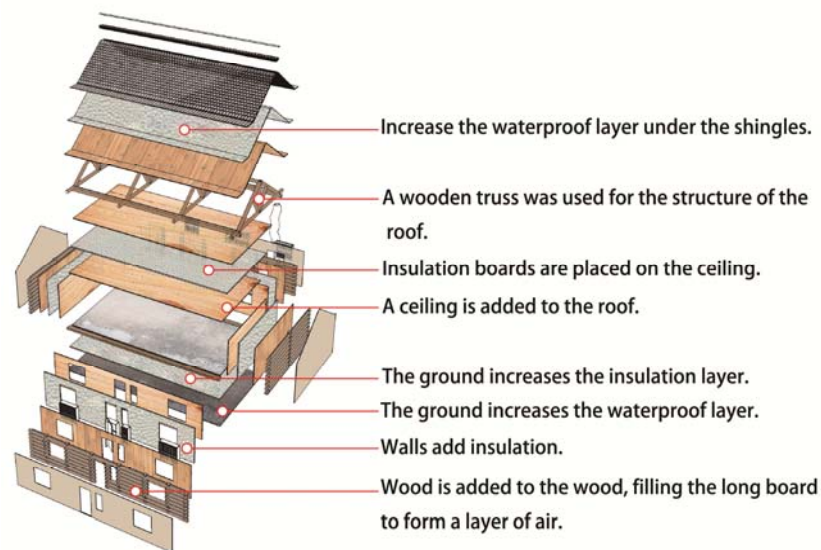 Increase the waterproof layer under the shingles.
A wooden truss was used for the structure of the
roof.
Insulation boards are placed on the ceiling.
A ceiling is added to the roof.
The ground increases the insulation layer.
The ground increases the waterproof layer.
Walls add insulation.
Wood is added to the wood, filling the long board
to form a layer of air.